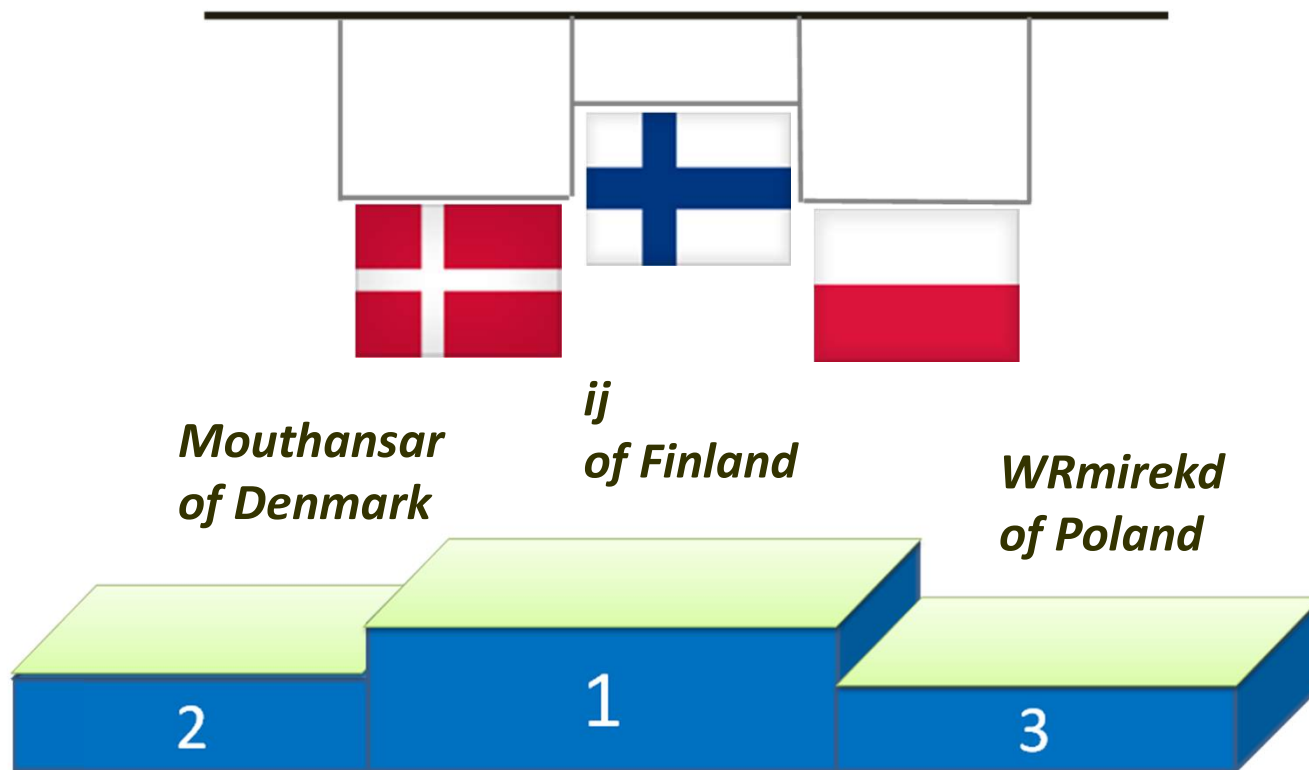 Mouthansar
of Denmark
ij
of Finland
WRmirekd
of Poland
2
1
3